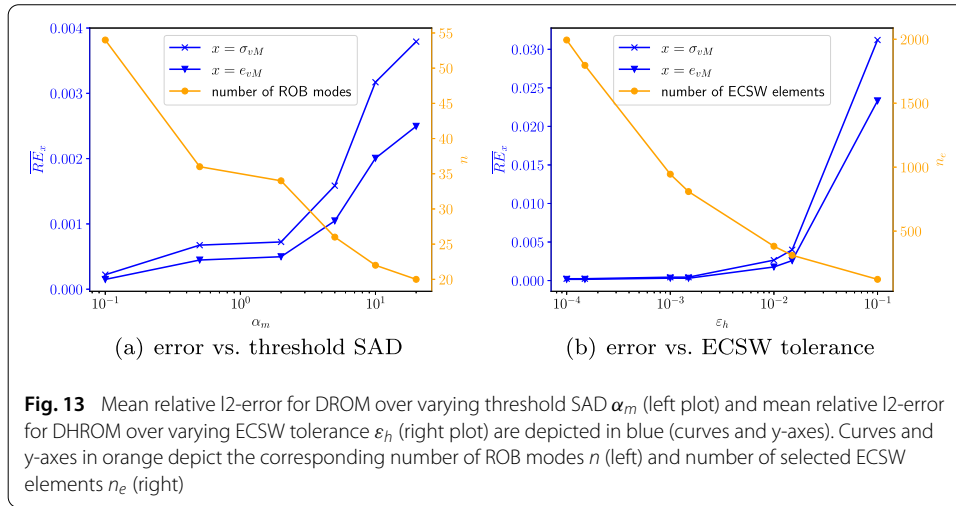 0.004
0.003
0.002
0.001
0.000
R̅E̅ₓ
x = σ_vM
x = e_vM
number of ROB modes
55
50
45
40
35
30
25
20
n
10⁻¹ 10⁰ 10¹
α_m
(a) error vs. threshold SAD
0.030
0.025
0.020
0.015
0.010
0.005
0.000
R̅E̅ₓ
x = σ_vM
x = e_vM
number of ECSW elements
2000
1500
1000
500
n_e
10⁻⁴ 10⁻³ 10⁻² 10⁻¹
ε_h
(b) error vs. ECSW tolerance
Fig. 13 Mean relative l2-error for DROM over varying threshold SAD α_m (left plot) and mean relative l2-error
for DHROM over varying ECSW tolerance ε_h (right plot) are depicted in blue (curves and y-axes). Curves and
y-axes in orange depict the corresponding number of ROB modes n (left) and number of selected ECSW
elements n_e (right)